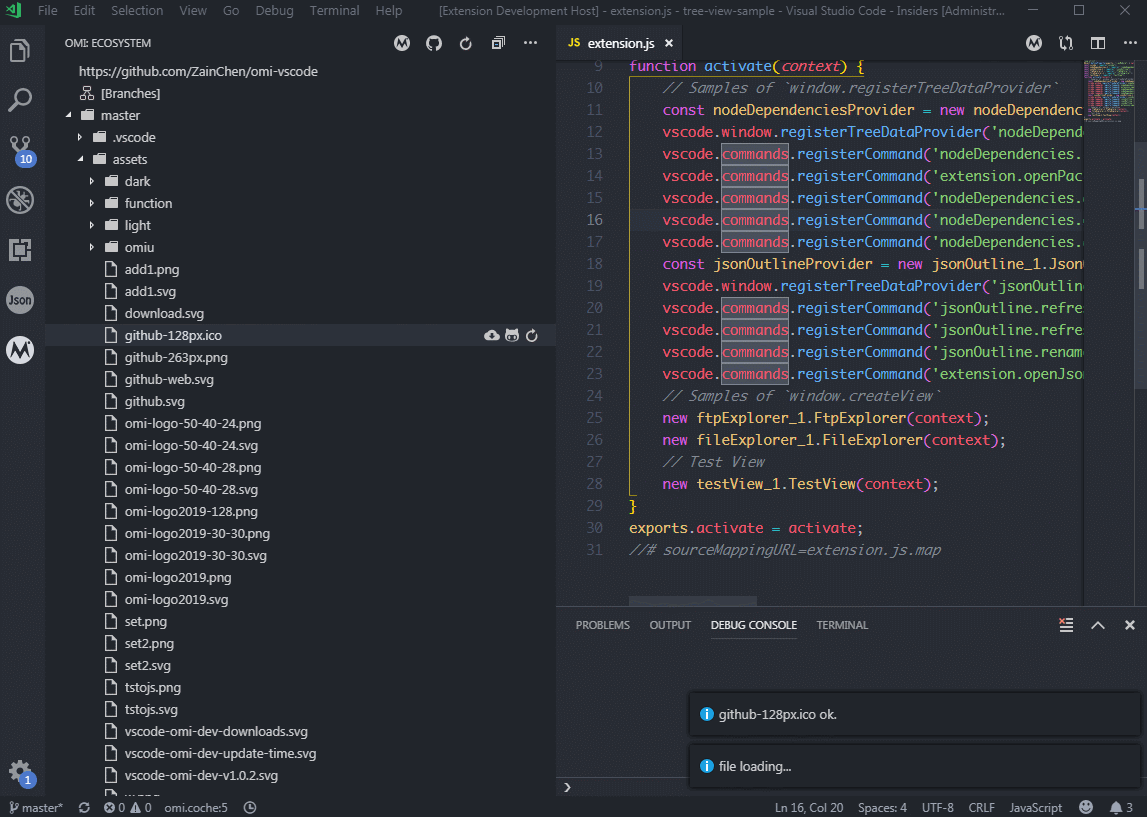 File Edit Selection View Go Debug Terminal Help [Extension Development Host] - extension.js - tree-view-sample - Visual Studio Code - Insiders [Administr...
OMI: ECOSYSTEM
https://github.com/ZainChen/omi-vscode
[Branches]
master
.vscode
assets
dark
function
light
omiu
add1.png
add1.svg
download.svg
github-128px.ico
github-263px.png
github-web.svg
github.svg
omi-logo-50-40-24.png
omi-logo-50-40-24.svg
omi-logo-50-40-28.png
omi-logo-50-40-28.svg
omi-logo2019-128.png
omi-logo2019-30-30.png
omi-logo2019-30-30.svg
omi-logo2019.png
omi-logo2019.svg
set.png
set2.png
set2.svg
tstojs.png
tstojs.svg
vscode-omi-dev-downloads.svg
vscode-omi-dev-update-time.svg
vscode-omi-dev-v1.0.2.svg
10
Json
1
JS extension.js ×
9 function activate(context) {
10 // Samples of `window.registerTreeDataProvider`
11 const nodeDependenciesProvider = new nodeDependenc
12 vscode.window.registerTreeDataProvider('nodeDepend
13 vscode.commands.registerCommand('nodeDependencies.
14 vscode.commands.registerCommand('extension.openPac
15 vscode.commands.registerCommand('nodeDependencies.
16 vscode.commands.registerCommand('nodeDependencies.
17 vscode.commands.registerCommand('nodeDependencies.
18 const jsonOutlineProvider = new jsonOutline_1.JsonO
19 vscode.window.registerTreeDataProvider('jsonOutlin
20 vscode.commands.registerCommand('jsonOutline.refre
21 vscode.commands.registerCommand('jsonOutline.refre
22 vscode.commands.registerCommand('jsonOutline.renam
23 vscode.commands.registerCommand('extension.openJso
24 // Samples of `window.createView`
25 new ftpExplorer_1.FtpExplorer(context);
26 new fileExplorer_1.FileExplorer(context);
27 // Test View
28 new testView_1.TestView(context);
29 }
30 exports.activate = activate;
31 //# sourceMappingURL=extension.js.map
PROBLEMS OUTPUT DEBUG CONSOLE TERMINAL
github-128px.ico ok.
file loading...
master* 0 0 omi.coche:5 Ln 16, Col 20 Spaces: 4 UTF-8 CRLF JavaScript 3